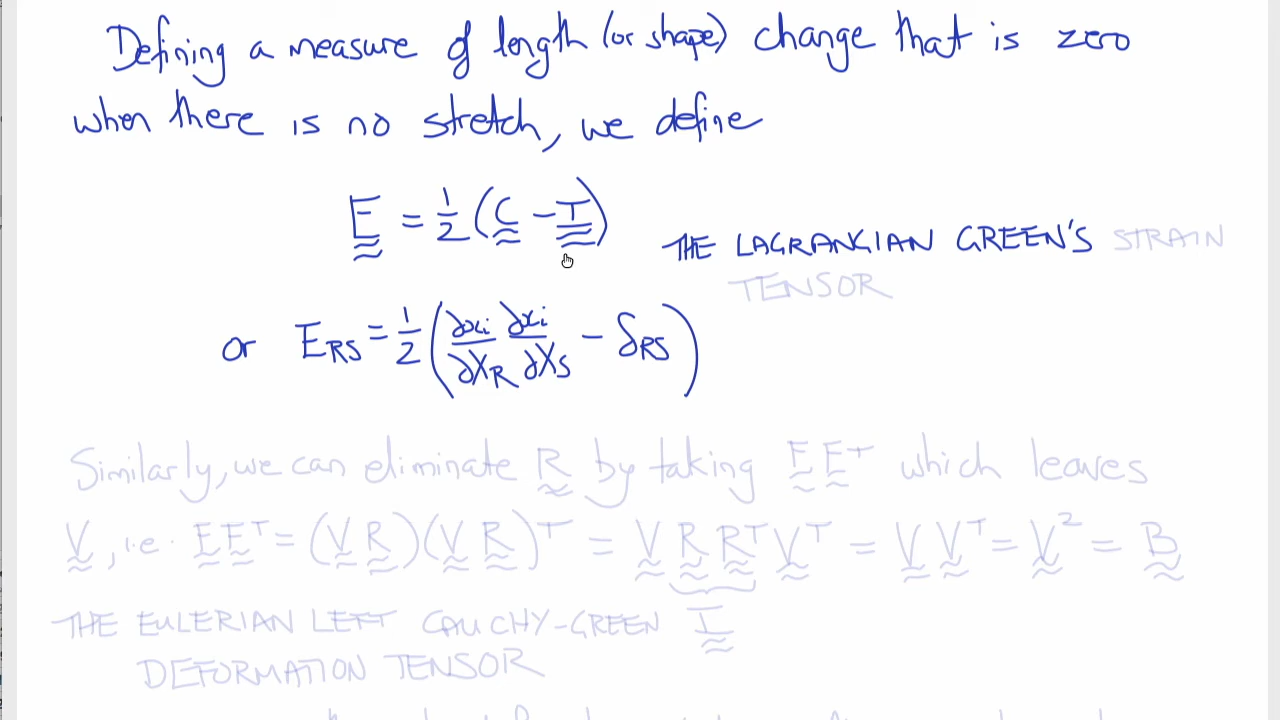 Defining a measure of length (or shape) change that is zero
when there is no stretch, we define
E = 1/2 (C - I)
THE LAGRANGIAN GREEN'S STRAIN
TENSOR
or E_RS = 1/2 (∂x_i/∂X_R ∂x_i/∂X_S - δ_RS)
Similarly, we can eliminate R by taking F F^T which leaves
V, i.e. F F^T = (V R)(V R)^T = V R R^T V^T = V V^T = V^2 = B
THE EULERIAN LEFT CAUCHY-GREEN I
DEFORMATION TENSOR